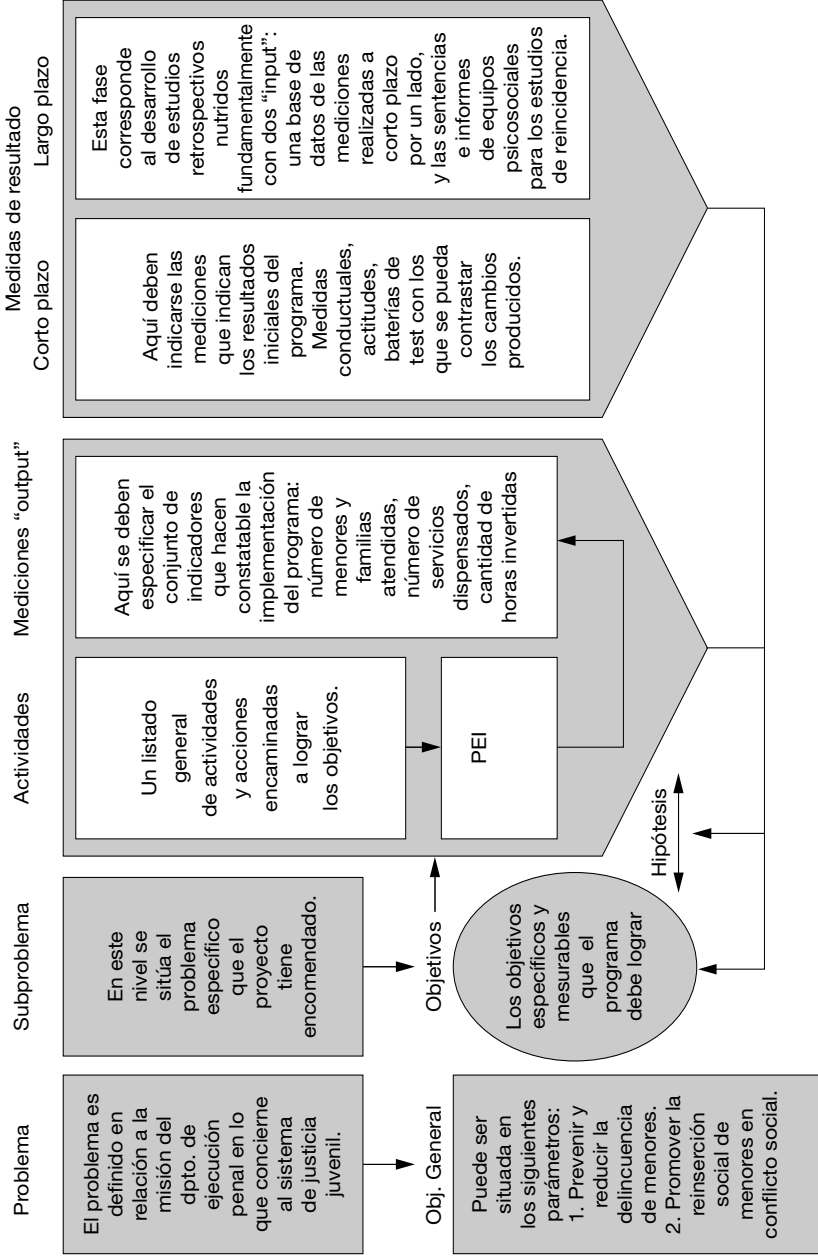 Problema
El problema es
definido en
relación a la
misión del
dpto. de
ejecución
penal en lo
que concierne
al sistema
de justicia
juvenil.
Obj. General
Puede ser
situada en
los siguientes
parámetros:
1. Prevenir y
reducir la
delincuencia
de menores.
2. Promover la
reinserción
social de
menores en
conflicto social.
Subproblema
En este
nivel se
sitúa el
problema
específico
que el
proyecto
tiene
encomendado.
Objetivos
Los objetivos
específicos y
mesurables
que el
programa
debe lograr
Hipótesis
Actividades
Un listado
general
de actividades
y acciones
encaminadas
a lograr
los objetivos.
PEI
Mediciones “output”
Aquí se deben
especificar el
conjunto de
indicadores
que hacen
constatable la
implementación
del programa:
número de
menores y
familias
atendidas,
número de
servicios
dispensados,
cantidad de
horas invertidas
Medidas de resultado
Corto plazo
Aquí deben
indicarse las
mediciones
que indican
los resultados
iniciales del
programa.
Medidas
conductuales,
actitudes,
baterías de
test con los
que se pueda
contrastar
los cambios
producidos.
Largo plazo
Esta fase
corresponde
al desarrollo
de estudios
retrospectivos
nutridos
fundamentalmente
con dos “input”:
una base de
datos de las
mediciones
realizadas a
corto plazo
por un lado,
y las sentencias
e informes
de equipos
psicosociales
para los estudios
de reincidencia.